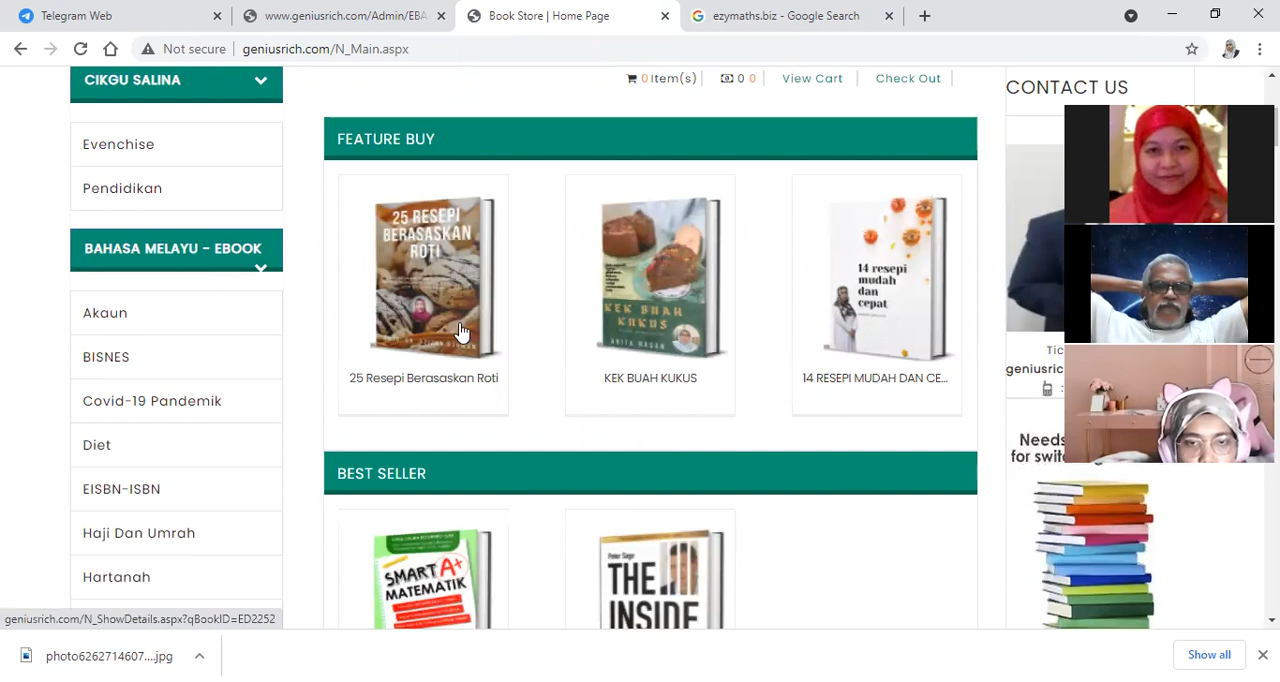 Telegram Web
www.geniusrich.com/Admin/EBA
Book Store | Home Page
ezymaths.biz - Google Search
Not secure
geniusrich.com/N_Main.aspx
CIKGU SALINA
Evenchise
Pendidikan
BAHASA MELAYU - EBOOK
Akaun
BISNES
Covid-19 Pandemik
Diet
EISBN-ISBN
Haji Dan Umrah
Hartanah
0 Item(s)
0 0
View Cart
Check Out
FEATURE BUY
25 RESEPI
BERASASKAN
ROTI
25 Resepi Berasaskan Roti
KEK BUAH
KUKUS
ANITA HASAN
KEK BUAH KUKUS
14 resepi
mudah
dan
cepat
14 RESEPI MUDAH DAN CE...
BEST SELLER
SMART A+
MATEMATIK
Peter Sage
THE
INSIDE
CONTACT US
Tic
geniusric
:
Needs
for swit
geniusrich.com/N_ShowDetails.aspx?qBookID=ED2252
photo6262714607....jpg
Show all